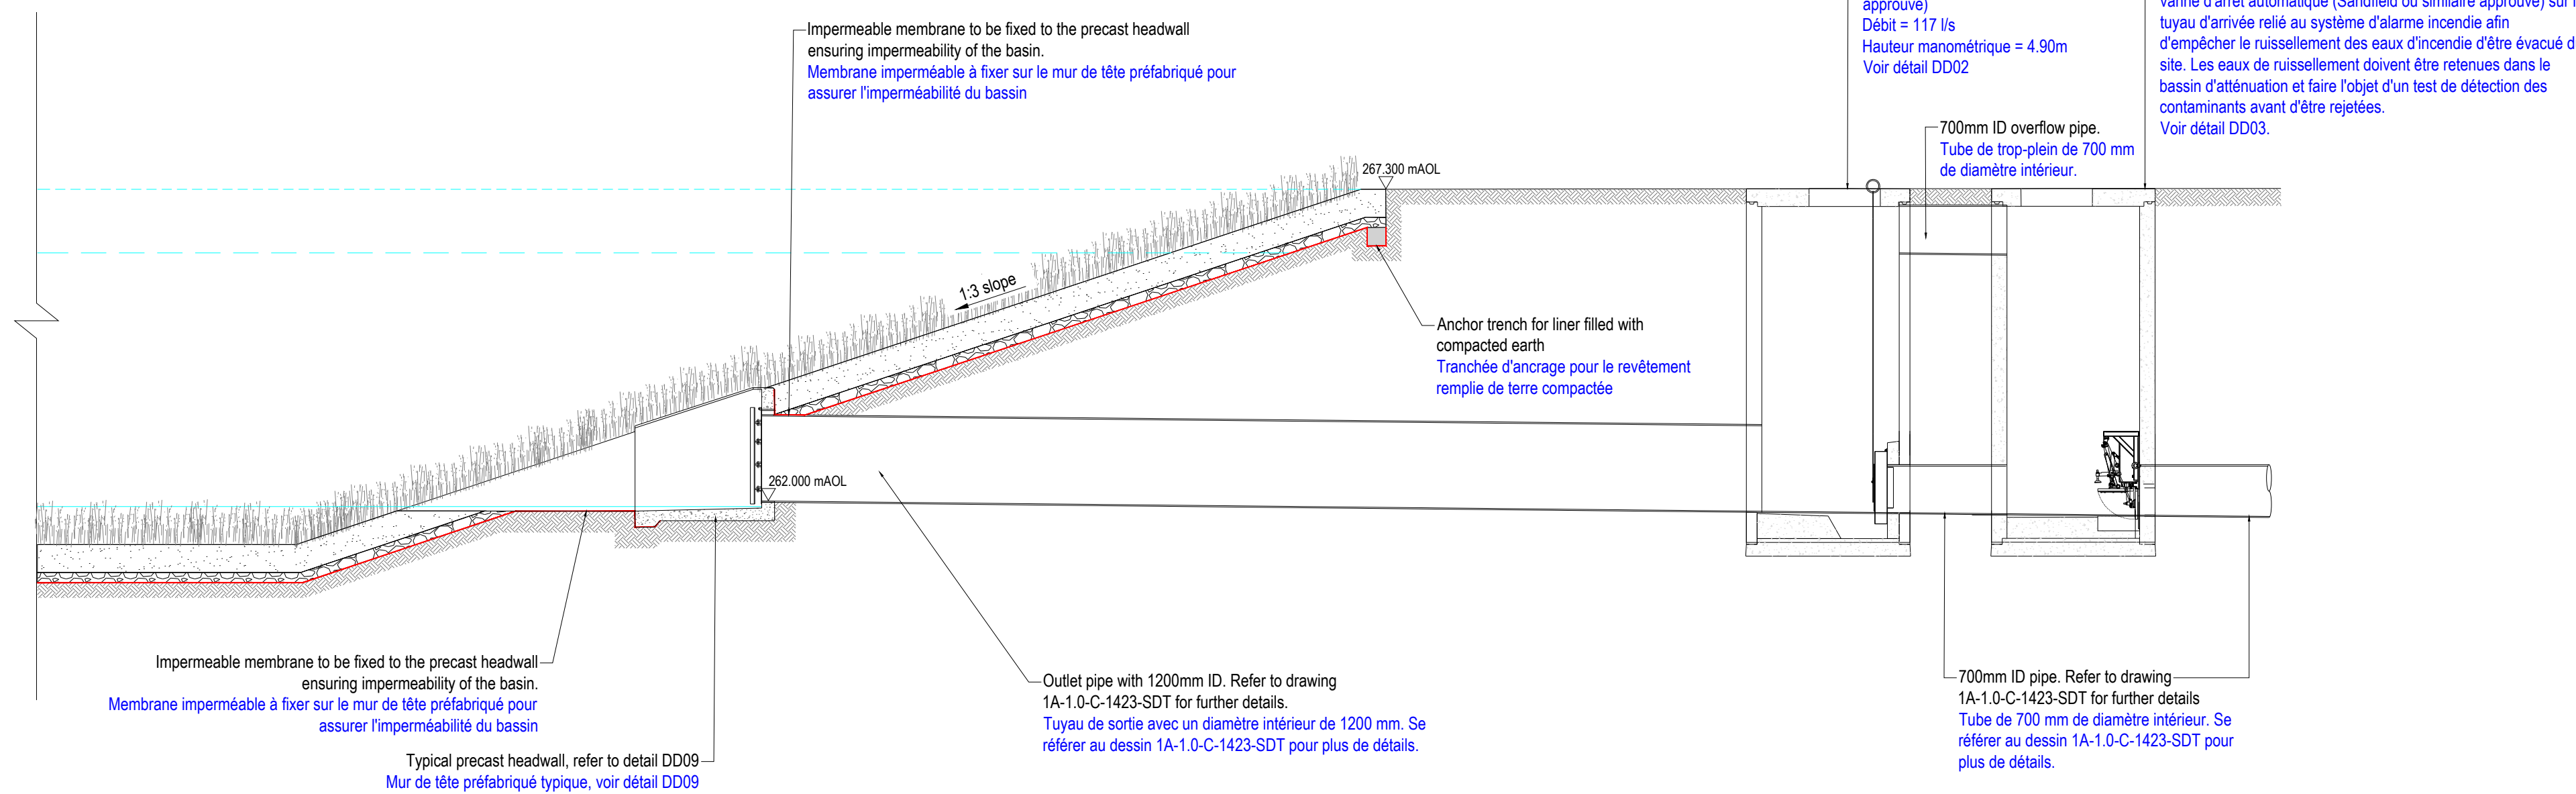 Impermeable membrane to be fixed to the precast headwall
ensuring impermeability of the basin.
Membrane imperméable à fixer sur le mur de tête préfabriqué pour
assurer l'imperméabilité du bassin
approuvé)
Débit = 117 l/s
Hauteur manométrique = 4.90m
Voir détail DD02
vanne d'arrêt automatique (Sandfield ou similaire approuvé) sur
tuyau d'arrivée relié au système d'alarme incendie afin
d'empêcher le ruissellement des eaux d'incendie d'être évacué
site. Les eaux de ruissellement doivent être retenues dans le
bassin d'atténuation et faire l'objet d'un test de détection des
contaminants avant d'être rejetées.
Voir détail DD03.
700mm ID overflow pipe.
Tube de trop-plein de 700 mm
de diamètre intérieur.
267.300 mAOL
1:3 slope
Anchor trench for liner filled with
compacted earth
Tranchée d'ancrage pour le revêtement
remplie de terre compactée
262.000 mAOL
Impermeable membrane to be fixed to the precast headwall
ensuring impermeability of the basin.
Membrane imperméable à fixer sur le mur de tête préfabriqué pour
assurer l'imperméabilité du bassin
Typical precast headwall, refer to detail DD09
Mur de tête préfabriqué typique, voir détail DD09
Outlet pipe with 1200mm ID. Refer to drawing
1A-1.0-C-1423-SDT for further details.
Tuyau de sortie avec un diamètre intérieur de 1200 mm. Se
référer au dessin 1A-1.0-C-1423-SDT pour plus de détails.
700mm ID pipe. Refer to drawing
1A-1.0-C-1423-SDT for further details
Tube de 700 mm de diamètre intérieur. Se
référer au dessin 1A-1.0-C-1423-SDT pour
plus de détails.